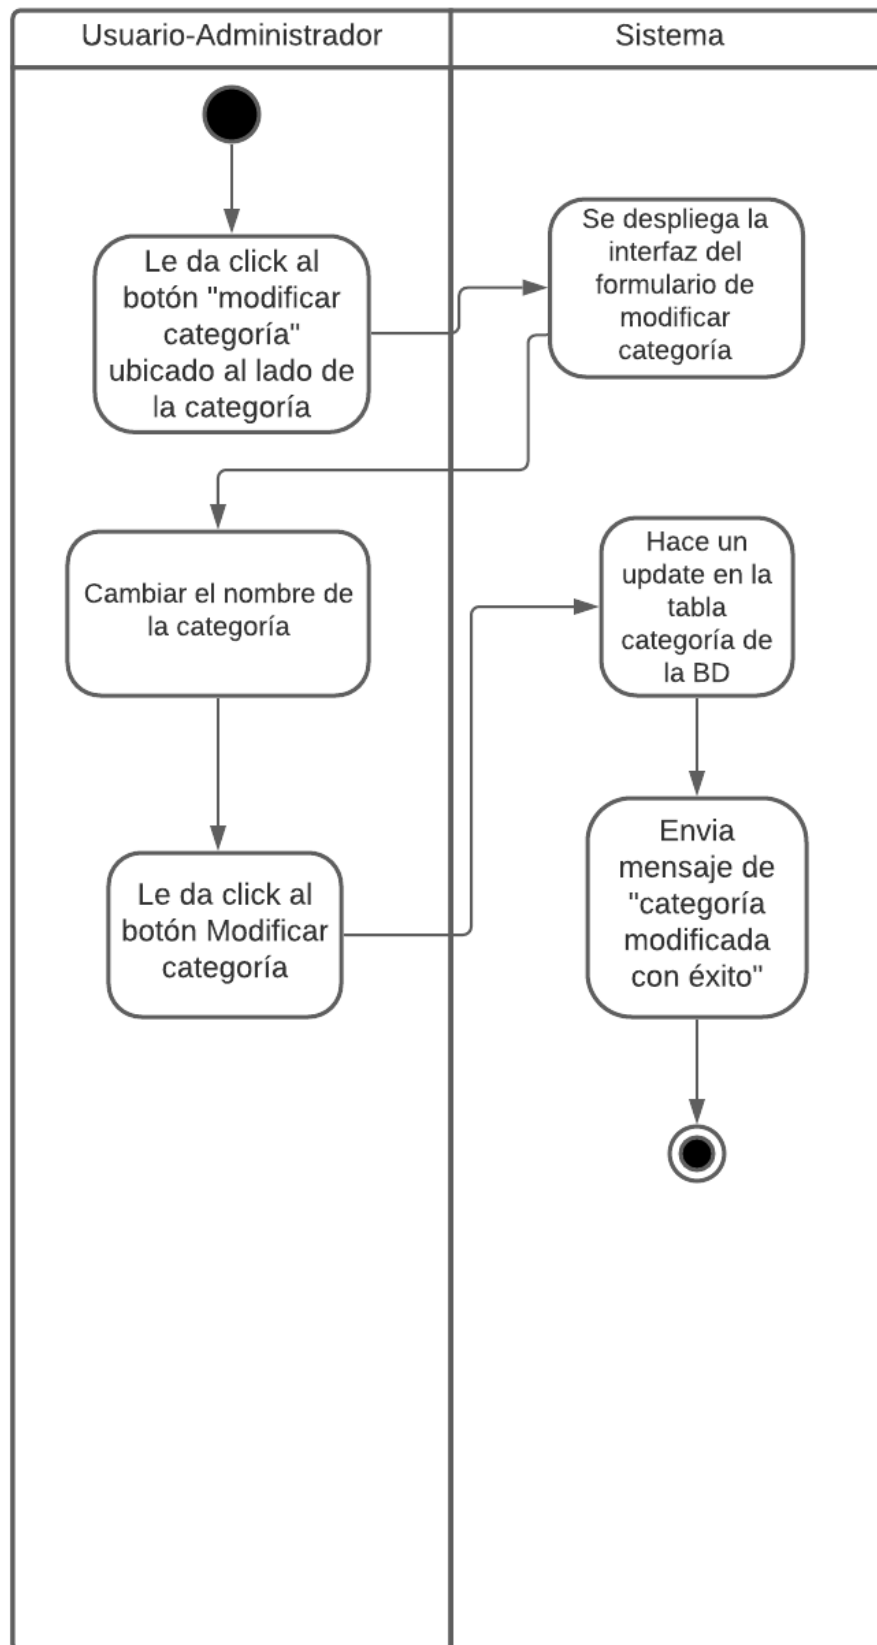 Usuario-Administrador
Sistema
Le da click al
botón "modificar
categoría"
ubicado al lado de
la categoría
Se despliega la
interfaz del
formulario de
modificar
categoría
Cambiar el nombre de
la categoría
Hace un
update en la
tabla
categoría de
la BD
Le da click al
botón Modificar
categoría
Envia
mensaje de
"categoría
modificada
con éxito"